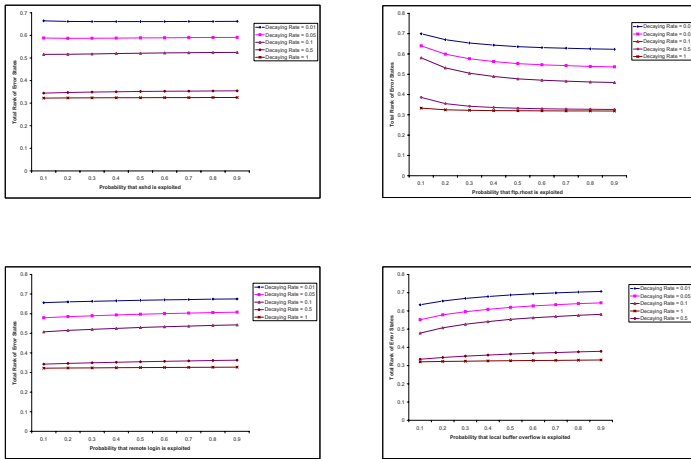 0.7
0.6
0.5
0.4
0.3
0.2
0.1
0
Total Rank of Error States
0.1 0.2 0.3 0.4 0.5 0.6 0.7 0.8 0.9
Probability that sshd is exploited
Decaying Rate = 0.01
Decaying Rate = 0.05
Decaying Rate = 0.1
Decaying Rate = 0.5
Decaying Rate = 1
0.8
0.7
0.6
0.5
0.4
0.3
0.2
0.1
0
Total Rank of Error States
0.1 0.2 0.3 0.4 0.5 0.6 0.7 0.8 0.9
Probability that ftp.rhost is exploited
Decaying Rate = 0.0
Decaying Rate = 0.0
Decaying Rate = 0.1
Decaying Rate = 0.5
Decaying Rate = 1
0.8
0.7
0.6
0.5
0.4
0.3
0.2
0.1
0
Total Rank of Error States
0.1 0.2 0.3 0.4 0.5 0.6 0.7 0.8 0.9
Probability that remote login is exploited
Decaying Rate = 0.01
Decaying Rate = 0.05
Decaying Rate = 0.1
Decaying Rate = 0.5
Decaying Rate = 1
0.8
0.7
0.6
0.5
0.4
0.3
0.2
0.1
0
Total Rank of Error States
0.1 0.2 0.3 0.4 0.5 0.6 0.7 0.8 0.9
Probability that local buffer overflow is exploited
Decaying Rate = 0.01
Decaying Rate = 0.05
Decaying Rate = 0.1
Decaying Rate = 1
Decaying Rate = 0.5